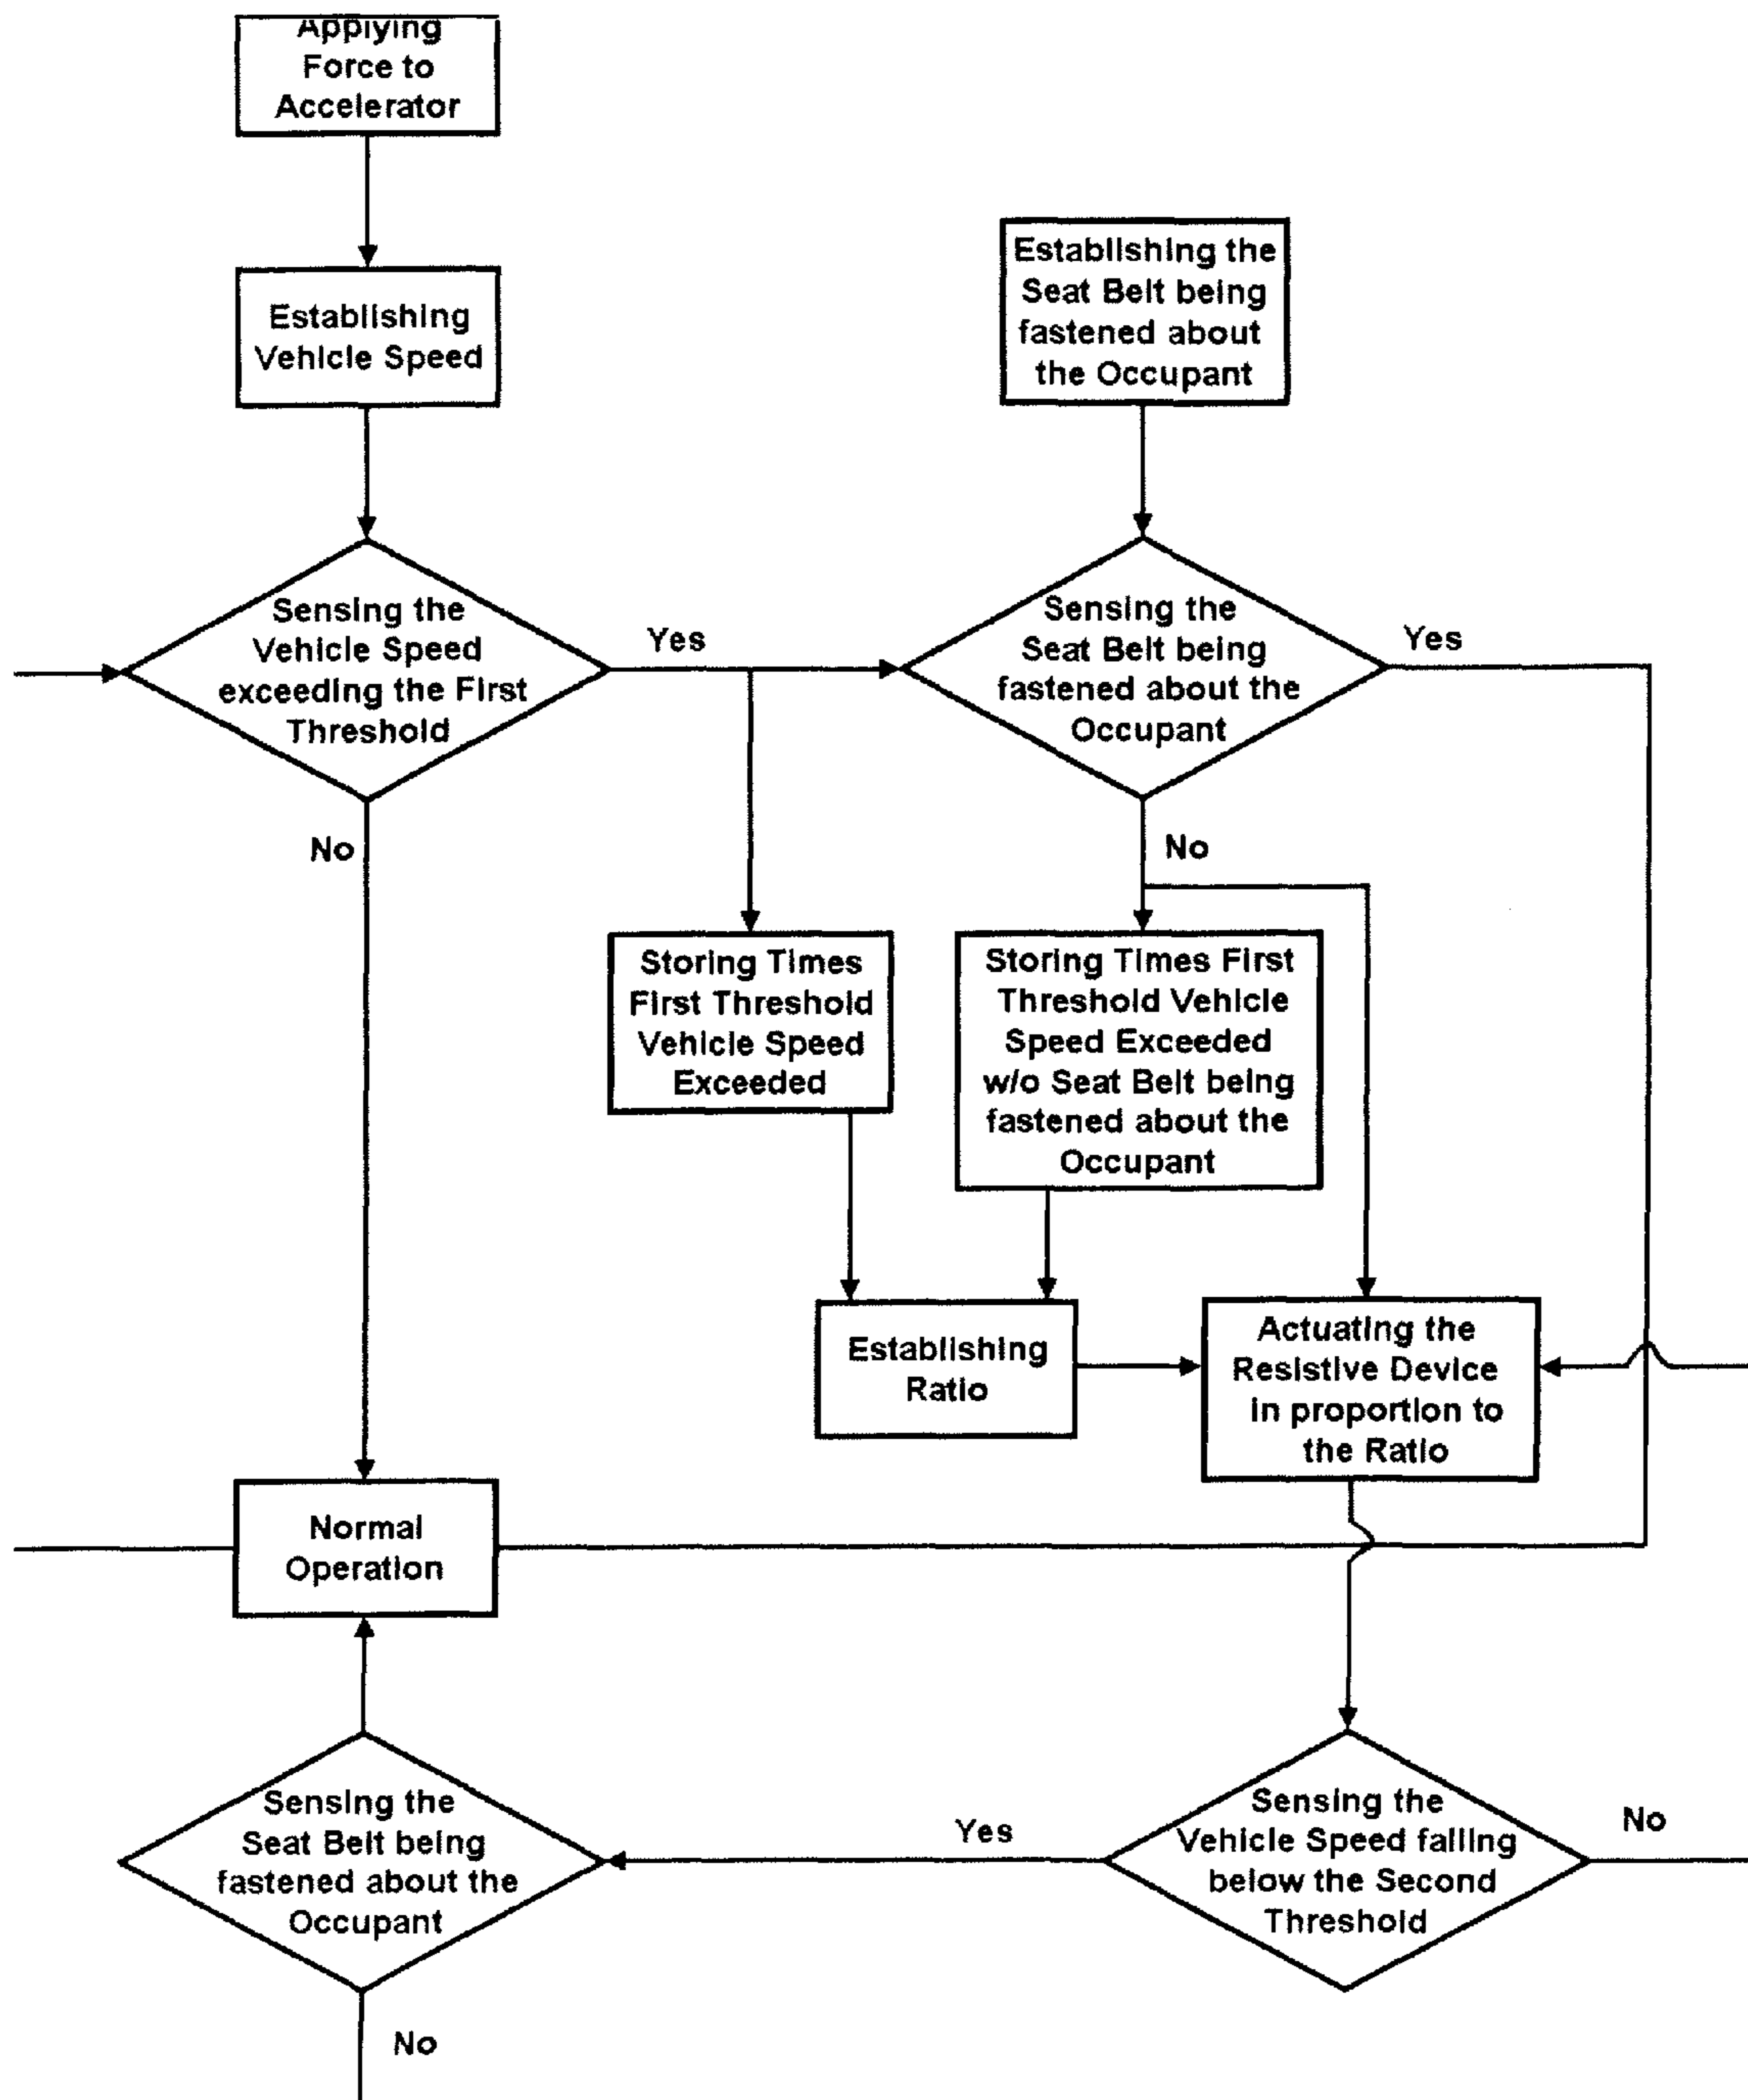 Applying
Force to
Accelerator
Establishing
Vehicle Speed
Establishing the
Seat Belt being
fastened about
the Occupant
Sensing the
Vehicle Speed
exceeding the First
Threshold
Yes
Sensing the
Seat Belt being
fastened about the
Occupant
Yes
No
No
Storing Times
First Threshold
Vehicle Speed
Exceeded
Storing Times First
Threshold Vehicle
Speed Exceeded
w/o Seat Belt being
fastened about the
Occupant
Establishing
Ratio
Actuating the
Resistive Device
in proportion to
the Ratio
Normal
Operation
Sensing the
Seat Belt being
fastened about the
Occupant
Yes
Sensing the
Vehicle Speed falling
below the Second
Threshold
No
No